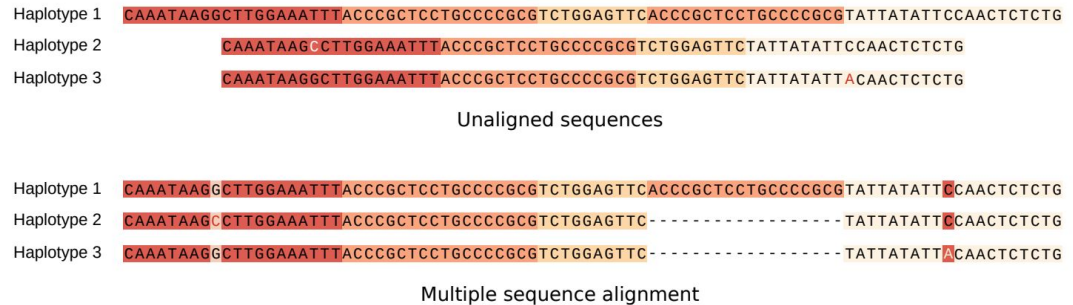 Haplotype 1 CAAATAAGGCTTGGAAATTTACCCGCTCCTGCCCCGCGTCTGGAGTTCACCCGCTCCTGCCCCGCGTATTATATTCCAACTCTCTG
Haplotype 2 CAAATAAGCCTTGGAAATTTACCCGCTCCTGCCCCGCGTCTGGAGTTCTATTATATTCCAACTCTCTG
Haplotype 3 CAAATAAGGCTTGGAAATTTACCCGCTCCTGCCCCGCGTCTGGAGTTCTATTATATTACAACTCTCTG
Unaligned sequences
Haplotype 1 CAAATAAGGCTTGGAAATTTACCCGCTCCTGCCCCGCGTCTGGAGTTCACCCGCTCCTGCCCCGCGTATTATATTCCAACTCTCTG
Haplotype 2 CAAATAAGCCTTGGAAATTTACCCGCTCCTGCCCCGCGTCTGGAGTTC------------------TATTATATTCCAACTCTCTG
Haplotype 3 CAAATAAGGCTTGGAAATTTACCCGCTCCTGCCCCGCGTCTGGAGTTC------------------TATTATATTACAACTCTCTG
Multiple sequence alignment